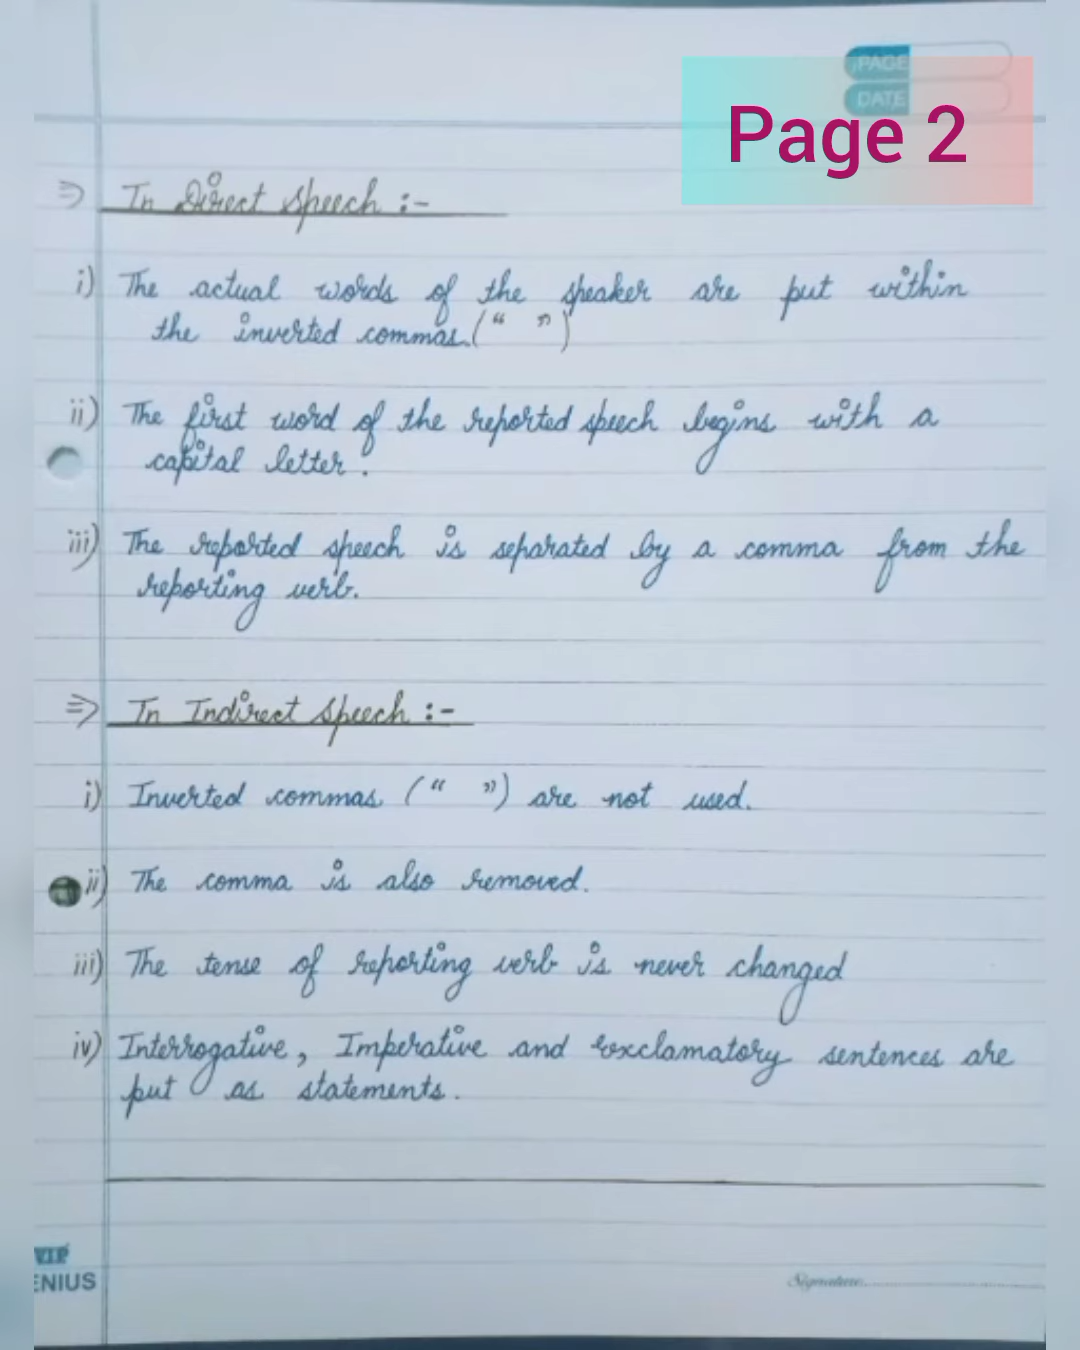 PAGE
DATE
Page 2
⇒ In Direct speech :-
i) The actual words of the speaker are put within
the inverted commas (“ ”)
ii) The first word of the reported speech begins with a
capital letter.
iii) The reported speech is separated by a comma from the
reporting verb.
⇒ In Indirect speech :-
i) Inverted commas (“ ”) are not used.
ii) The comma is also removed.
iii) The tense of reporting verb is never changed
iv) Interrogative, Imperative and exclamatory sentences are
put as statements.
VIP
ENIUS
Signature